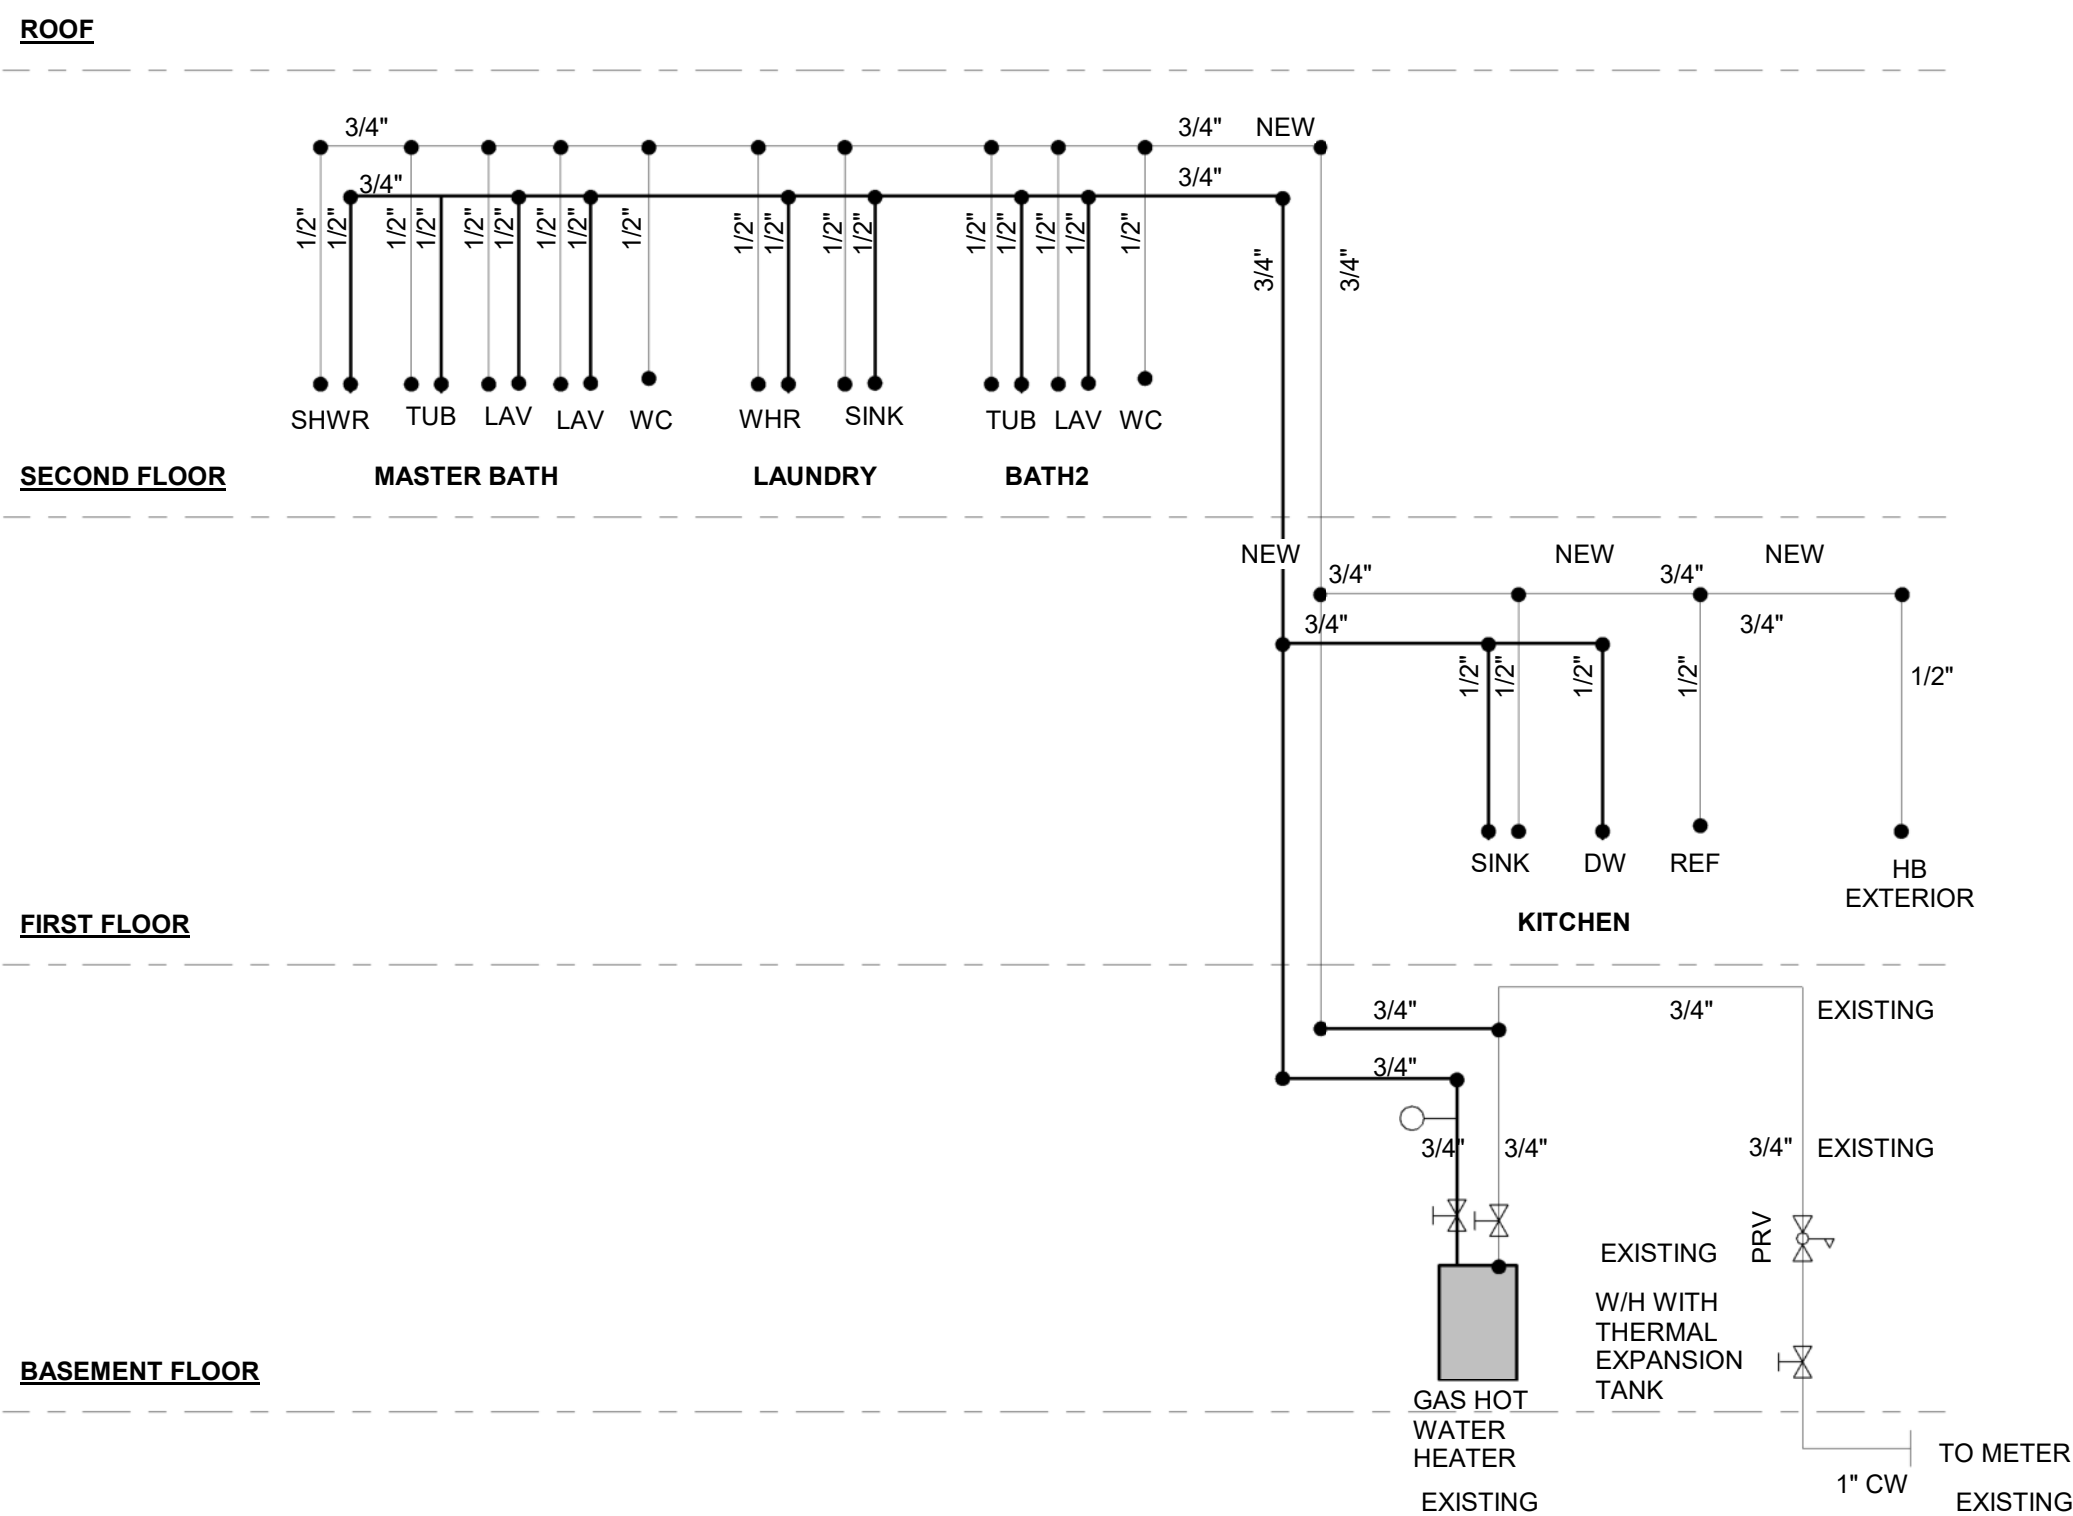 ROOF
3/4" 3/4" NEW
3/4" 3/4"
1/2" 1/2" 1/2" 1/2" 1/2" 1/2" 1/2" 1/2" 1/2" 1/2" 1/2" 1/2" 1/2" 1/2" 1/2" 1/2" 1/2" 1/2"
3/4" 3/4"
SHWR TUB LAV LAV WC WHR SINK TUB LAV WC
SECOND FLOOR MASTER BATH LAUNDRY BATH2
NEW NEW NEW
3/4" 3/4"
3/4" 3/4"
1/2" 1/2" 1/2" 1/2" 1/2"
SINK DW REF HB
EXTERIOR
FIRST FLOOR KITCHEN
3/4" 3/4" EXISTING
3/4"
3/4" 3/4" 3/4" EXISTING
EXISTING PRV
W/H WITH
THERMAL
EXPANSION
TANK
BASEMENT FLOOR
GAS HOT
WATER
HEATER
EXISTING
TO METER
1" CW
EXISTING